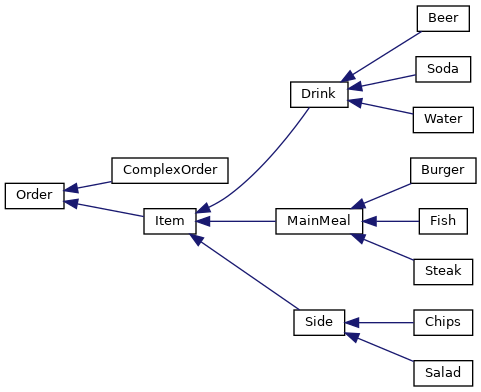 Beer
Soda
Drink
Water
ComplexOrder
Burger
Order
Item
MainMeal
Fish
Steak
Side
Chips
Salad